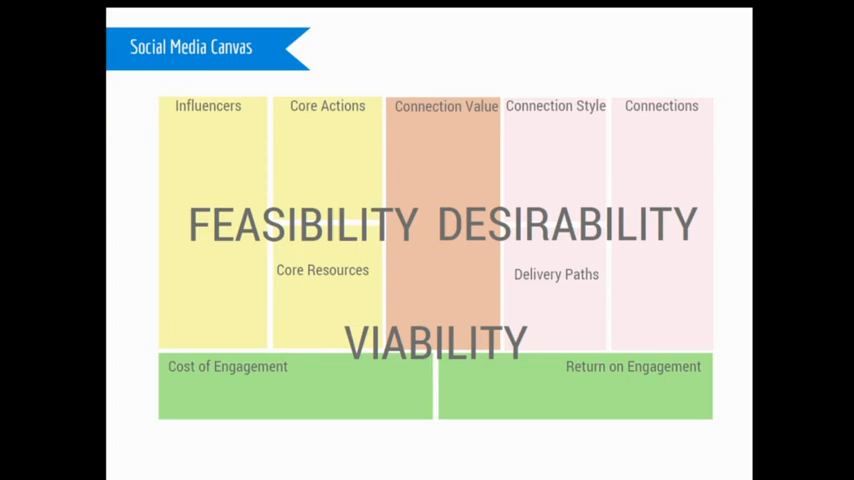 Social Media Canvas
Influencers
Core Actions
Connection Value
Connection Style
Connections
FEASIBILITY
DESIRABILITY
Core Resources
Delivery Paths
VIABILITY
Cost of Engagement
Return on Engagement